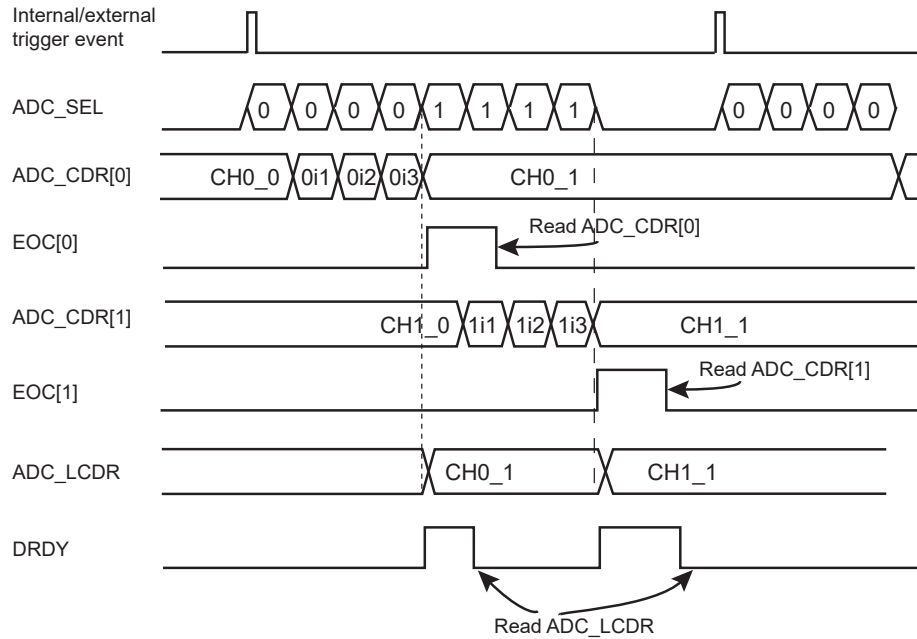 Internal/external
trigger event
ADC_SEL 0 0 0 0 1 1 1 1 0 0 0 0
ADC_CDR[0] CH0_0 0i1 0i2 0i3 CH0_1
EOC[0] Read ADC_CDR[0]
ADC_CDR[1] CH1_0 1i1 1i2 1i3 CH1_1
EOC[1] Read ADC_CDR[1]
ADC_LCDR CH0_1 CH1_1
DRDY
Read ADC_LCDR